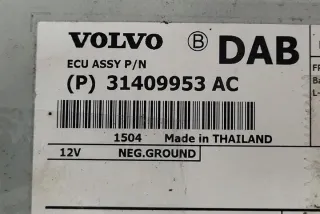 VOLVO Ⓑ DAB
ECU ASSY P/N
(P) 31409953 AC
1504 Made in THAILAND
12V NEG.GROUND